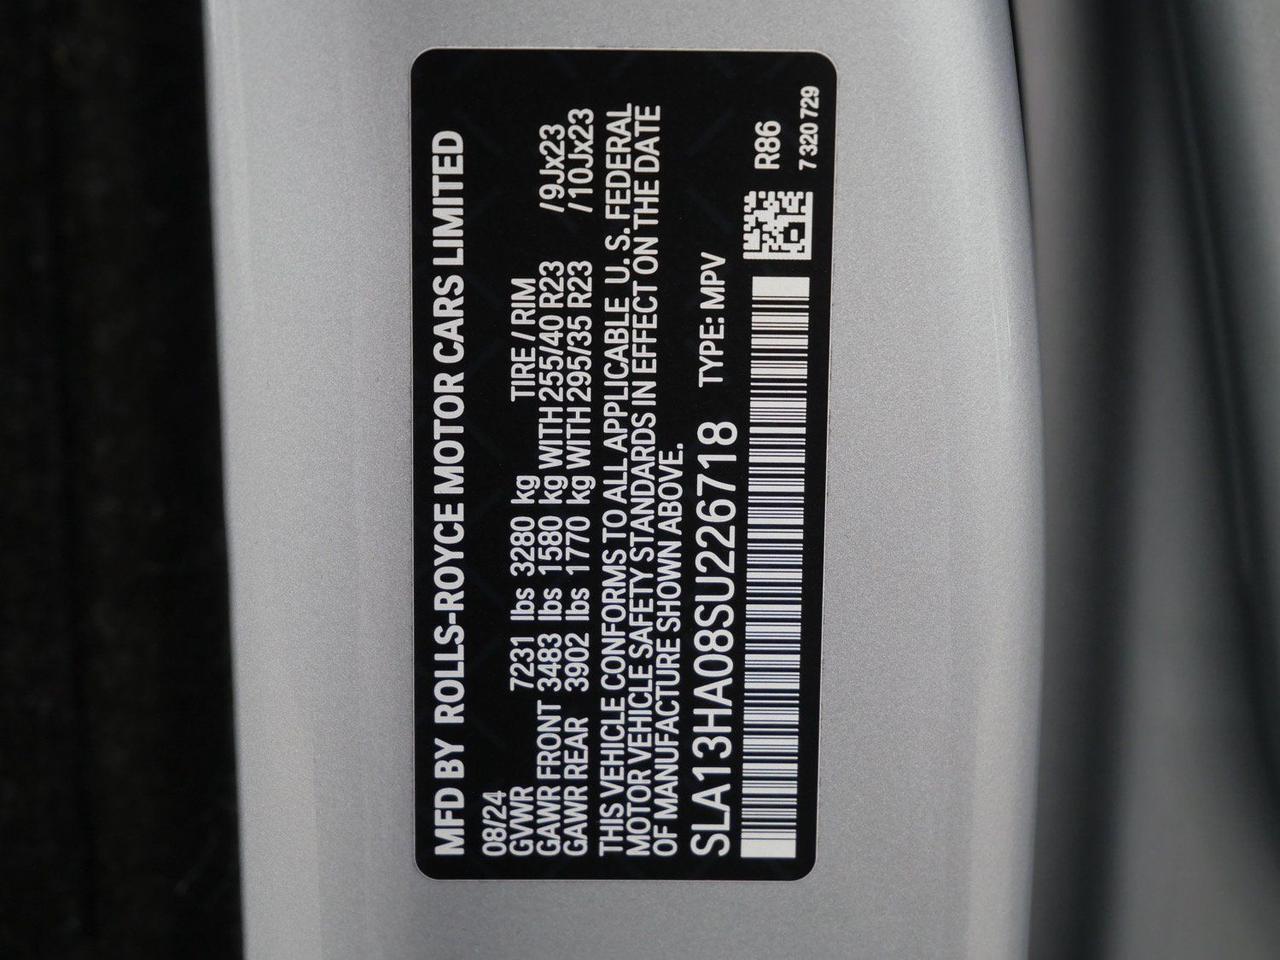 MFD BY ROLLS-ROYCE MOTOR CARS LIMITED
08/24
GVWR 7231 lbs 3280 kg TIRE / RIM
GAWR FRONT 3483 lbs 1580 kg WITH 255/40 R23 /9Jx23
GAWR REAR 3902 lbs 1770 kg WITH 295/35 R23 /10Jx23
THIS VEHICLE CONFORMS TO ALL APPLICABLE U. S. FEDERAL
MOTOR VEHICLE SAFETY STANDARDS IN EFFECT ON THE DATE
OF MANUFACTURE SHOWN ABOVE.
SLA13HA08SU226718 TYPE: MPV
R86
7 320 729